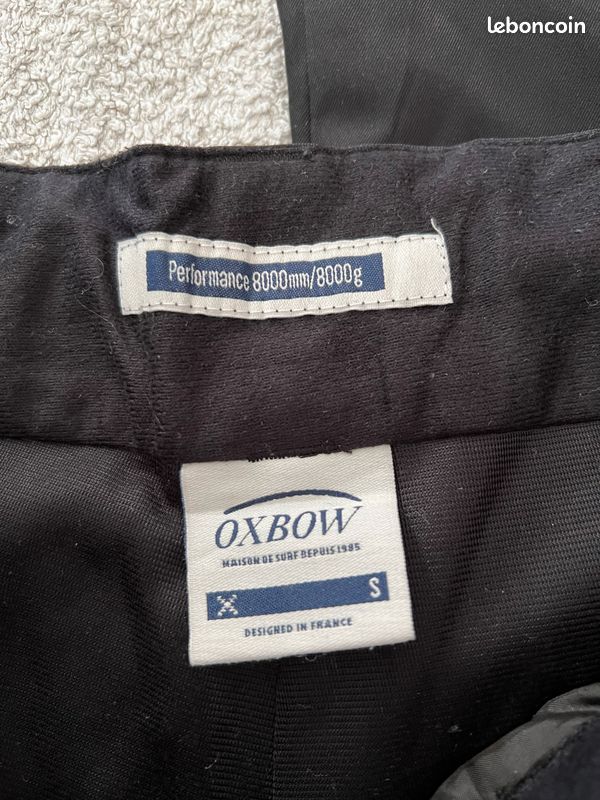 leboncoin
Performance 8000mm/8000g
OXBOW
MAISON DE SURF DEPUIS 1985
S
DESIGNED IN FRANCE